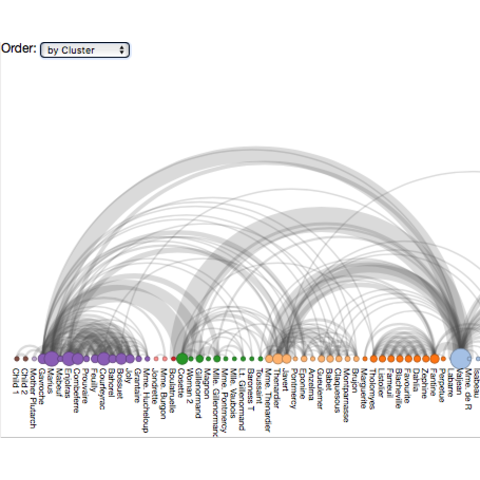 Order: by Cluster
Child 1
Child 2
Mother Plutarch
Gavroche
Marius
Mabeuf
Enjolras
Combeferre
Prouvaire
Feuilly
Courfeyrac
Bahorel
Bossuet
Joly
Grantaire
Mme. Hucheloup
Jondrette
Mme. Burgon
Boulatruelle
Cosette
Woman 2
Gillenormand
Magnon
Mlle. Gillenormand
Mme. Pontmercy
Mlle. Vaubois
Lt. Gillenormand
Baroness T
Toussaint
Mme. Thenardier
Thenardier
Javert
Pontmercy
Eponine
Anzelma
Gueulemer
Babet
Claquesous
Montparnasse
Brujon
Marguerite
Tholomyes
Listolier
Fameuil
Blacheville
Favourite
Dahlia
Zephine
Fantine
Perpetue
Labarre
Valjean
Mme. de R
Isabeau